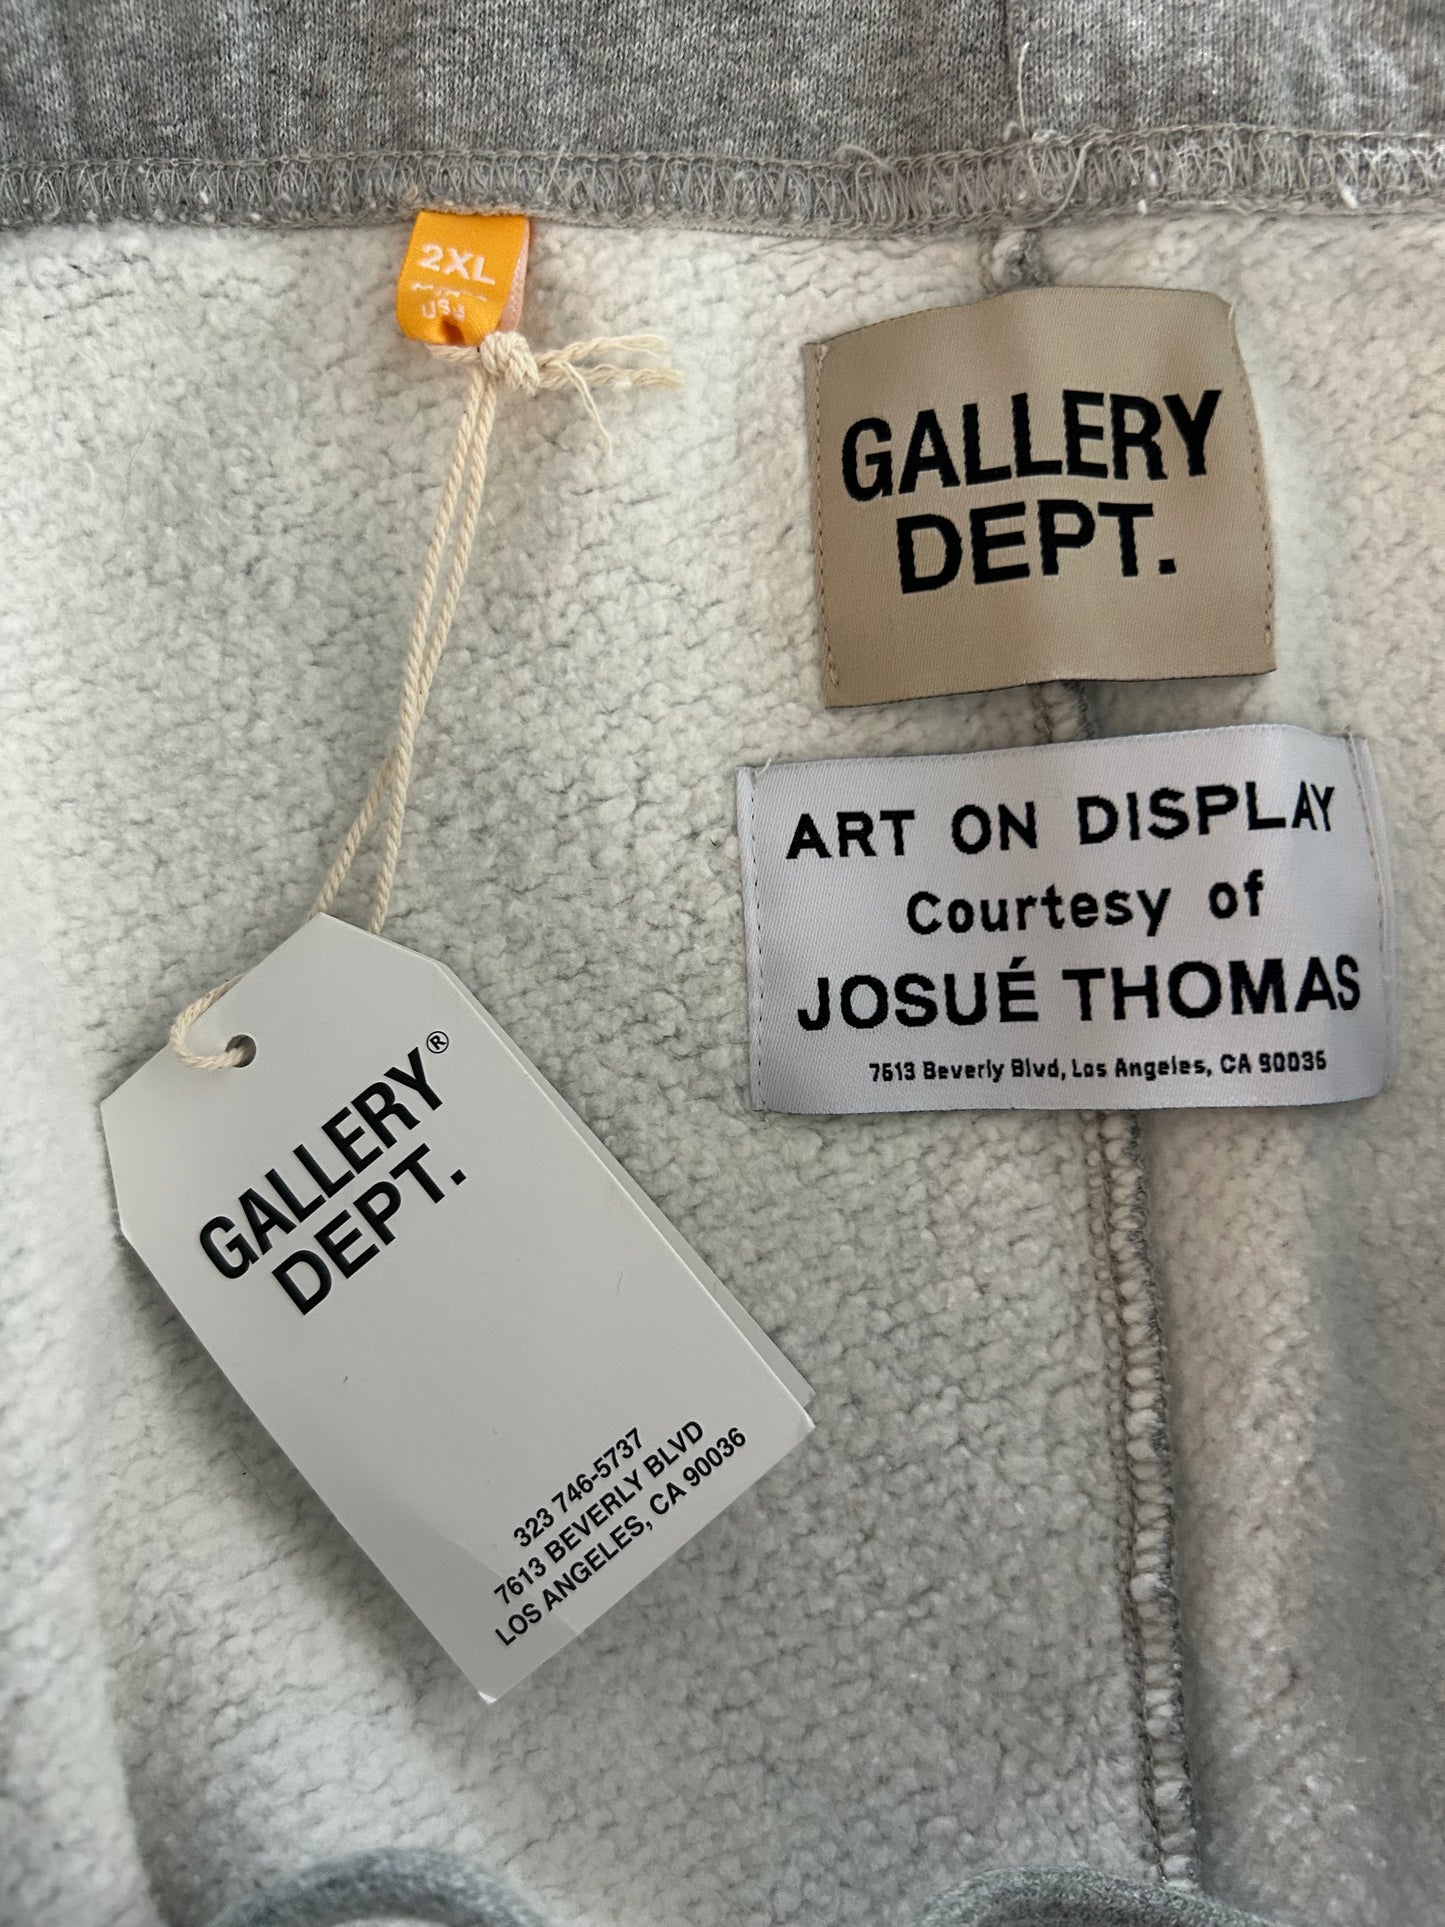 2XL
GALLERY
DEPT.
ART ON DISPLAY
Courtesy of
JOSUÉ THOMAS
7613 Beverly Blvd, Los Angeles, CA 90036
GALLERY®
DEPT.
323 746-5737
7613 BEVERLY BLVD
LOS ANGELES, CA 90036